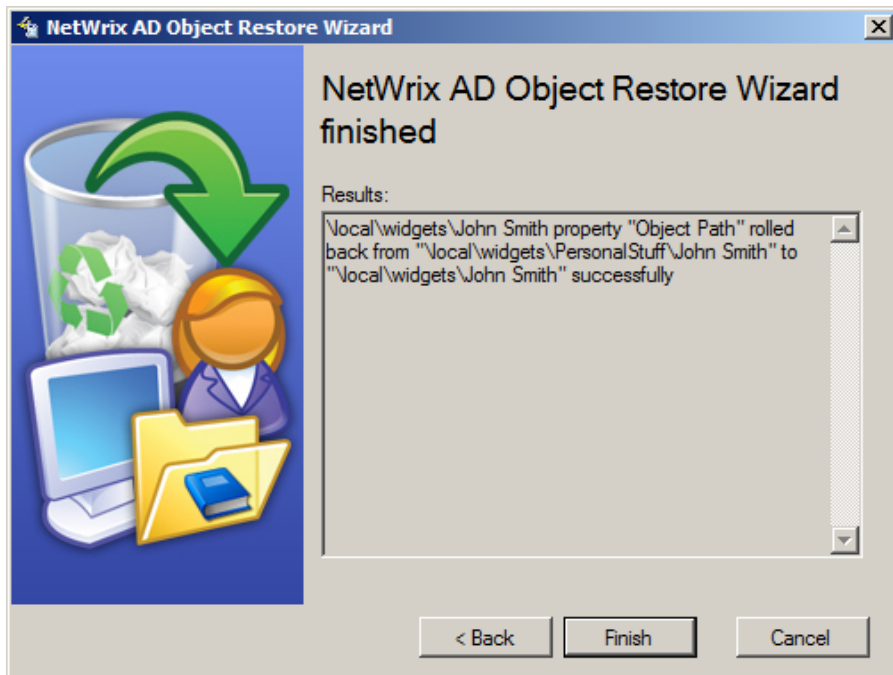 NetWrix AD Object Restore Wizard
NetWrix AD Object Restore Wizard
finished
Results:
\local\widgets\John Smith property "Object Path" rolled
back from "\local\widgets\PersonalStuff\John Smith" to
"\local\widgets\John Smith" successfully
< Back
Finish
Cancel